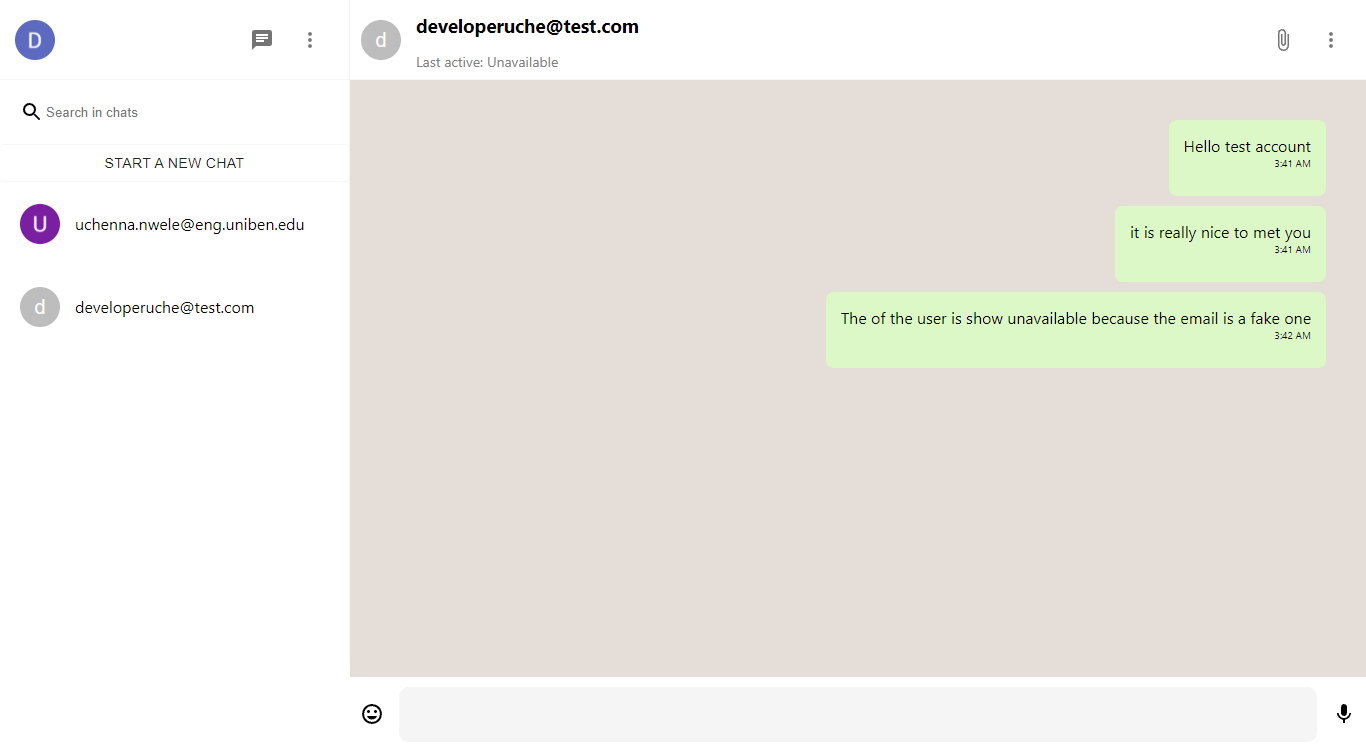 D
Search in chats
START A NEW CHAT
U
uchenna.nwele@eng.uniben.edu
d
developeruche@test.com
d
developeruche@test.com
Last active: Unavailable
Hello test account
3:41 AM
it is really nice to met you
3:41 AM
The of the user is show unavailable because the email is a fake one
3:42 AM